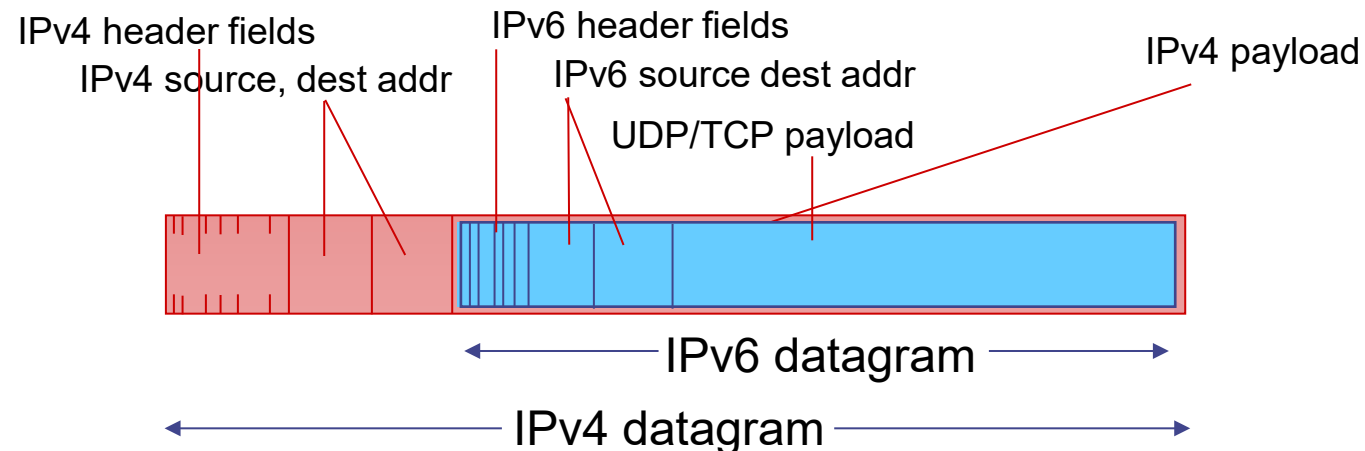 IPv4 header fields
IPv6 header fields
IPv4 payload
IPv4 source, dest addr
IPv6 source dest addr
UDP/TCP payload
IPv6 datagram
IPv4 datagram